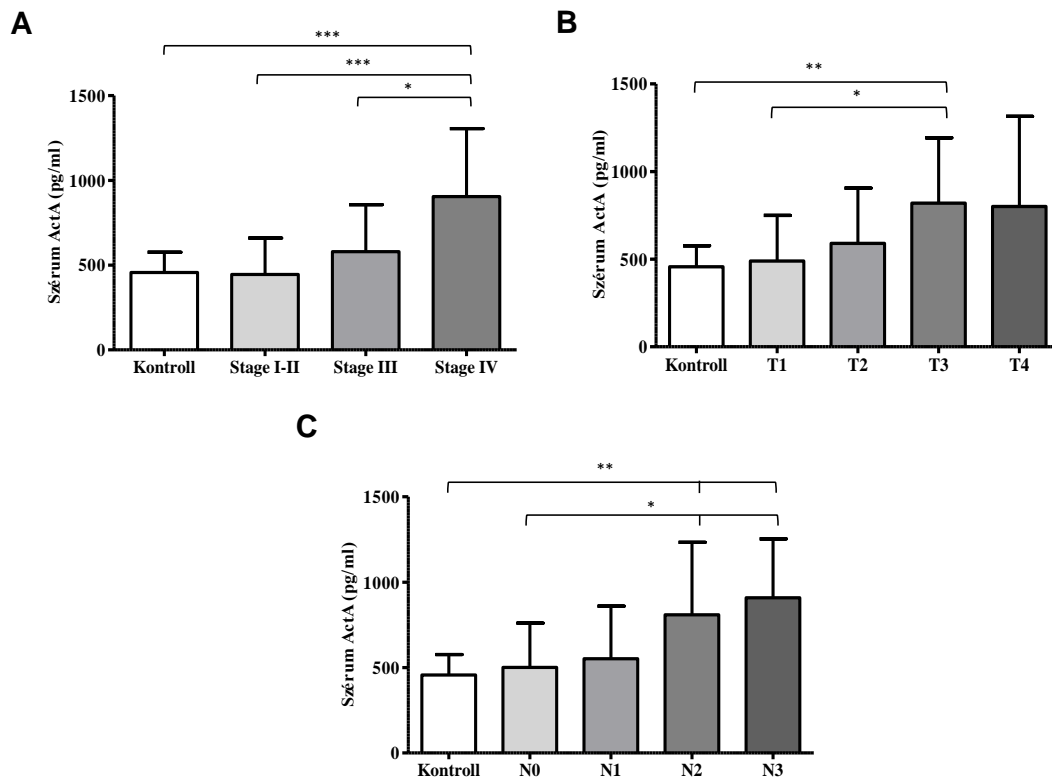 A
***
***
*
1500
1000
500
0
Szérum ActA (pg/ml)
Kontroll Stage I-II Stage III Stage IV
B
**
*
1500
1000
500
0
Szérum ActA (pg/ml)
Kontroll T1 T2 T3 T4
C
**
*
1500
1000
500
0
Szérum ActA (pg/ml)
Kontroll N0 N1 N2 N3